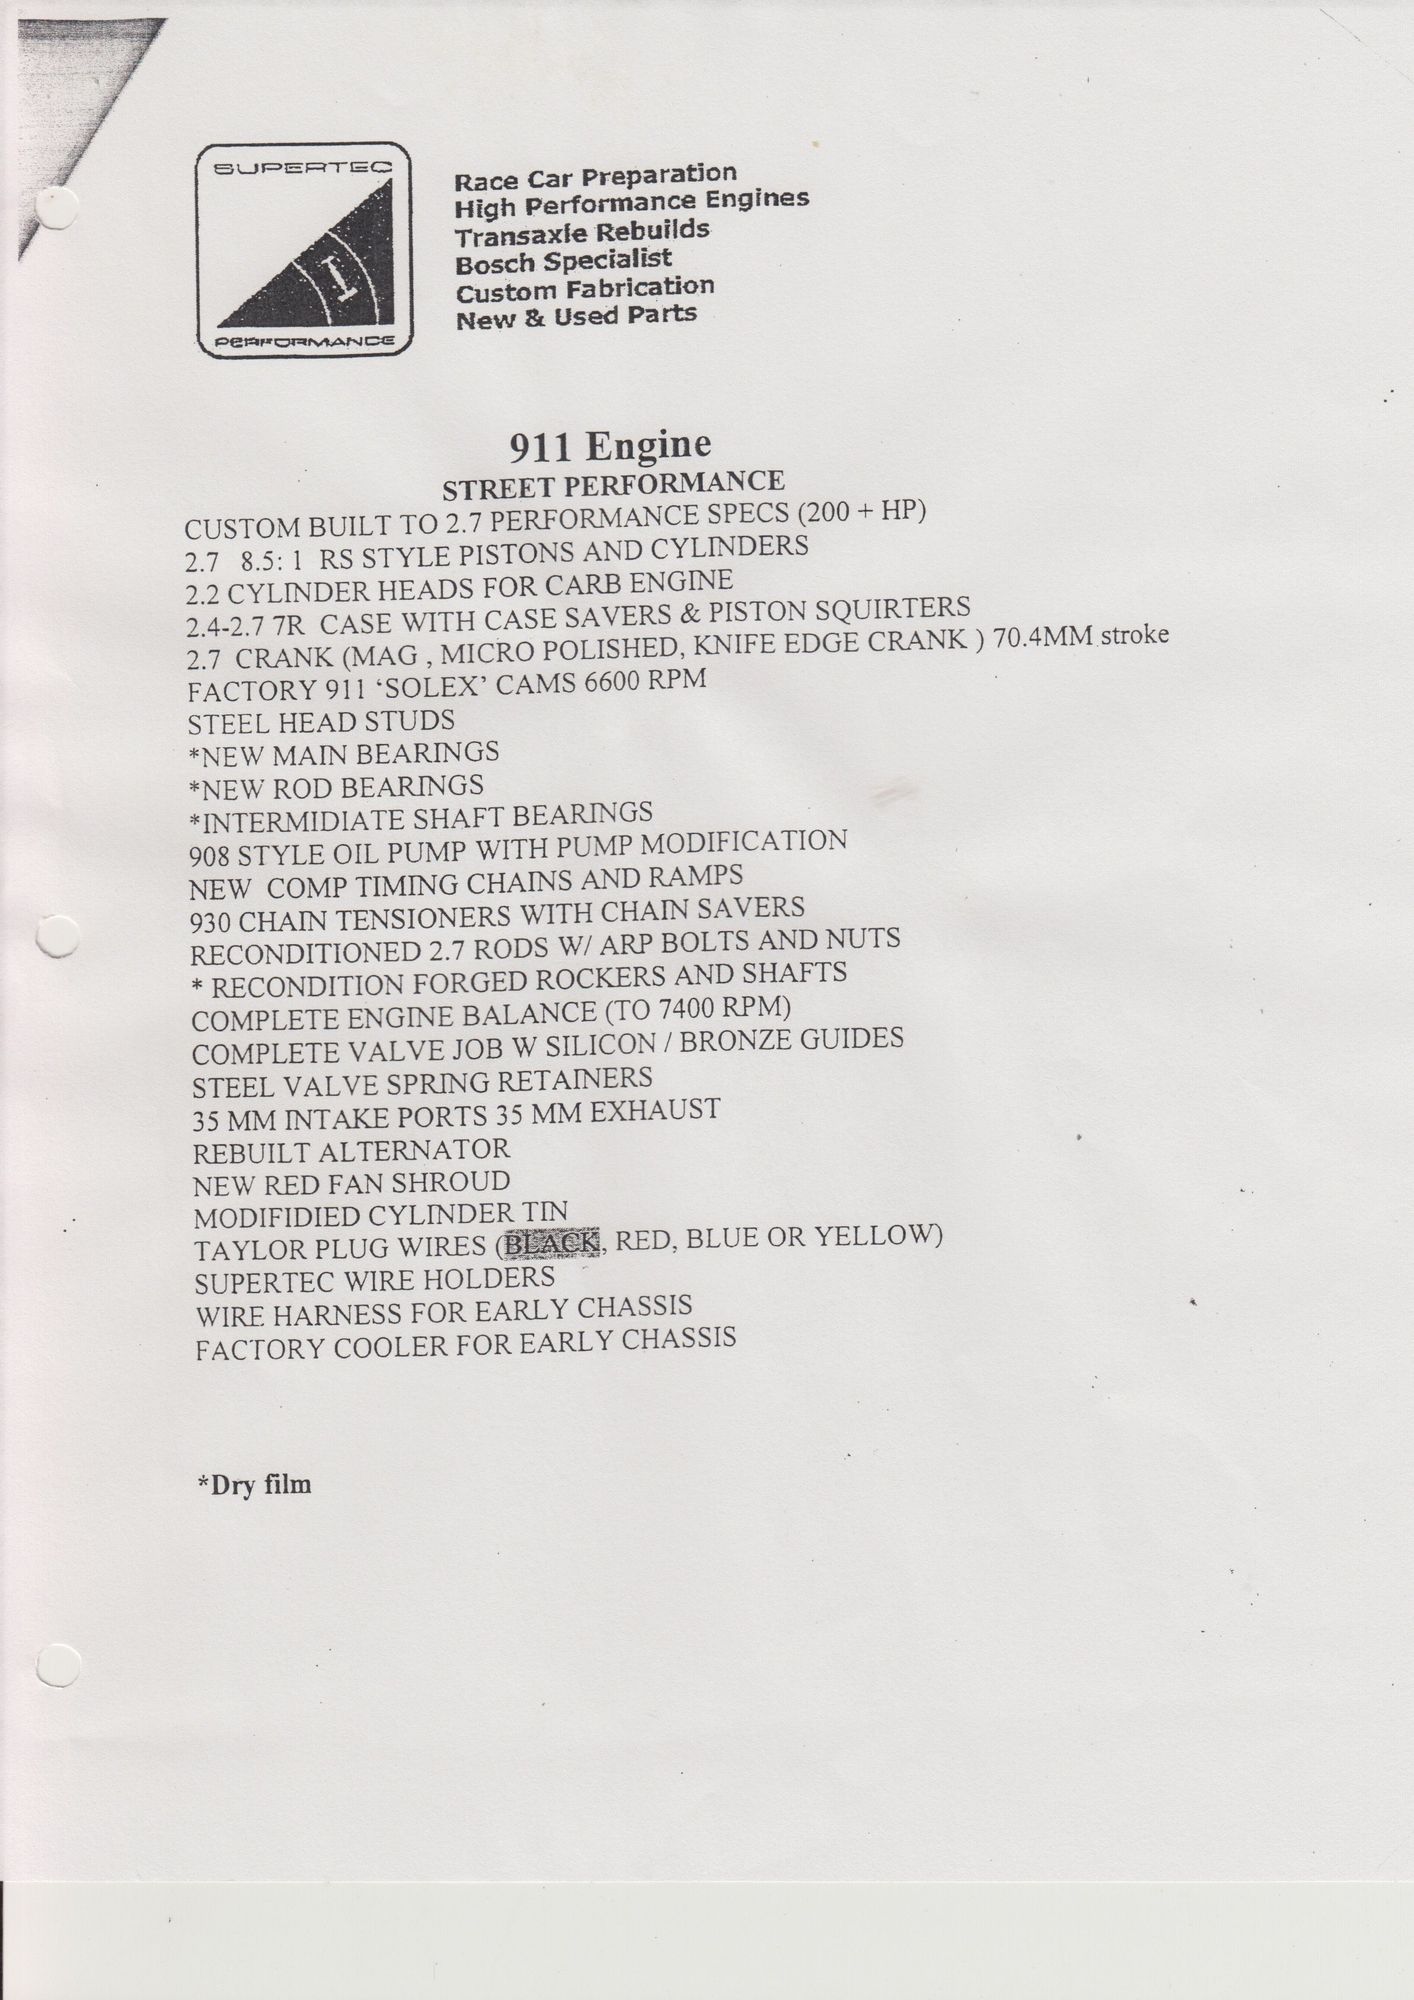 SUPERTEC
PERFORMANCE
Race Car Preparation
High Performance Engines
Transaxle Rebuilds
Bosch Specialist
Custom Fabrication
New & Used Parts
911 Engine
STREET PERFORMANCE
CUSTOM BUILT TO 2.7 PERFORMANCE SPECS (200 + HP)
2.7 8.5: 1 RS STYLE PISTONS AND CYLINDERS
2.2 CYLINDER HEADS FOR CARB ENGINE
2.4-2.7 7R CASE WITH CASE SAVERS & PISTON SQUIRTERS
2.7 CRANK (MAG , MICRO POLISHED, KNIFE EDGE CRANK ) 70.4MM stroke
FACTORY 911 ‘SOLEX’ CAMS 6600 RPM
STEEL HEAD STUDS
*NEW MAIN BEARINGS
*NEW ROD BEARINGS
*INTERMIDIATE SHAFT BEARINGS
908 STYLE OIL PUMP WITH PUMP MODIFICATION
NEW COMP TIMING CHAINS AND RAMPS
930 CHAIN TENSIONERS WITH CHAIN SAVERS
RECONDITIONED 2.7 RODS W/ ARP BOLTS AND NUTS
* RECONDITION FORGED ROCKERS AND SHAFTS
COMPLETE ENGINE BALANCE (TO 7400 RPM)
COMPLETE VALVE JOB W SILICON / BRONZE GUIDES
STEEL VALVE SPRING RETAINERS
35 MM INTAKE PORTS 35 MM EXHAUST
REBUILT ALTERNATOR
NEW RED FAN SHROUD
MODIFIDIED CYLINDER TIN
TAYLOR PLUG WIRES (BLACK, RED, BLUE OR YELLOW)
SUPERTEC WIRE HOLDERS
WIRE HARNESS FOR EARLY CHASSIS
FACTORY COOLER FOR EARLY CHASSIS
*Dry film